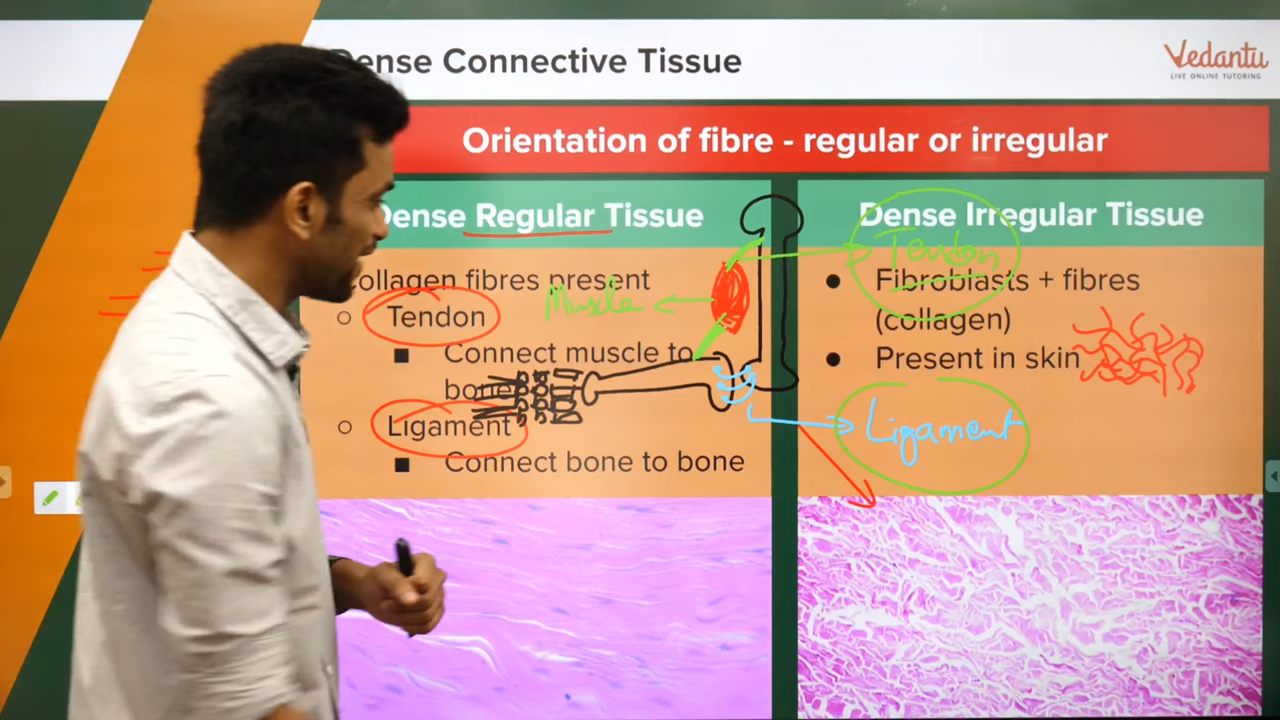 Dense Connective Tissue
Vedantu
LIVE ONLINE TUTORING
Orientation of fibre - regular or irregular
Dense Regular Tissue
Collagen fibres present
Tendon
Connect muscle to
bone
Ligament
Connect bone to bone
Muscle
Dense Irregular Tissue
Tendon
Fibroblasts + fibres
(collagen)
Present in skin
Ligament